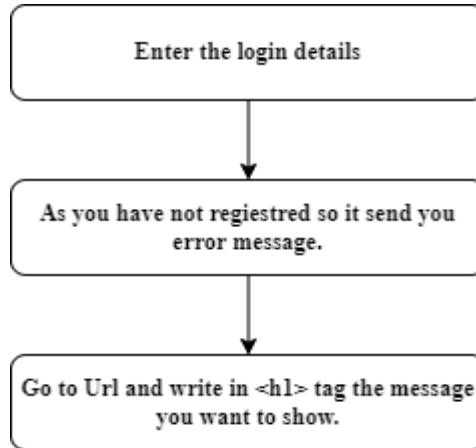 Enter the login details
As you have not regiestred so it send you
error message.
Go to Url and write in <h1> tag the message
you want to show.